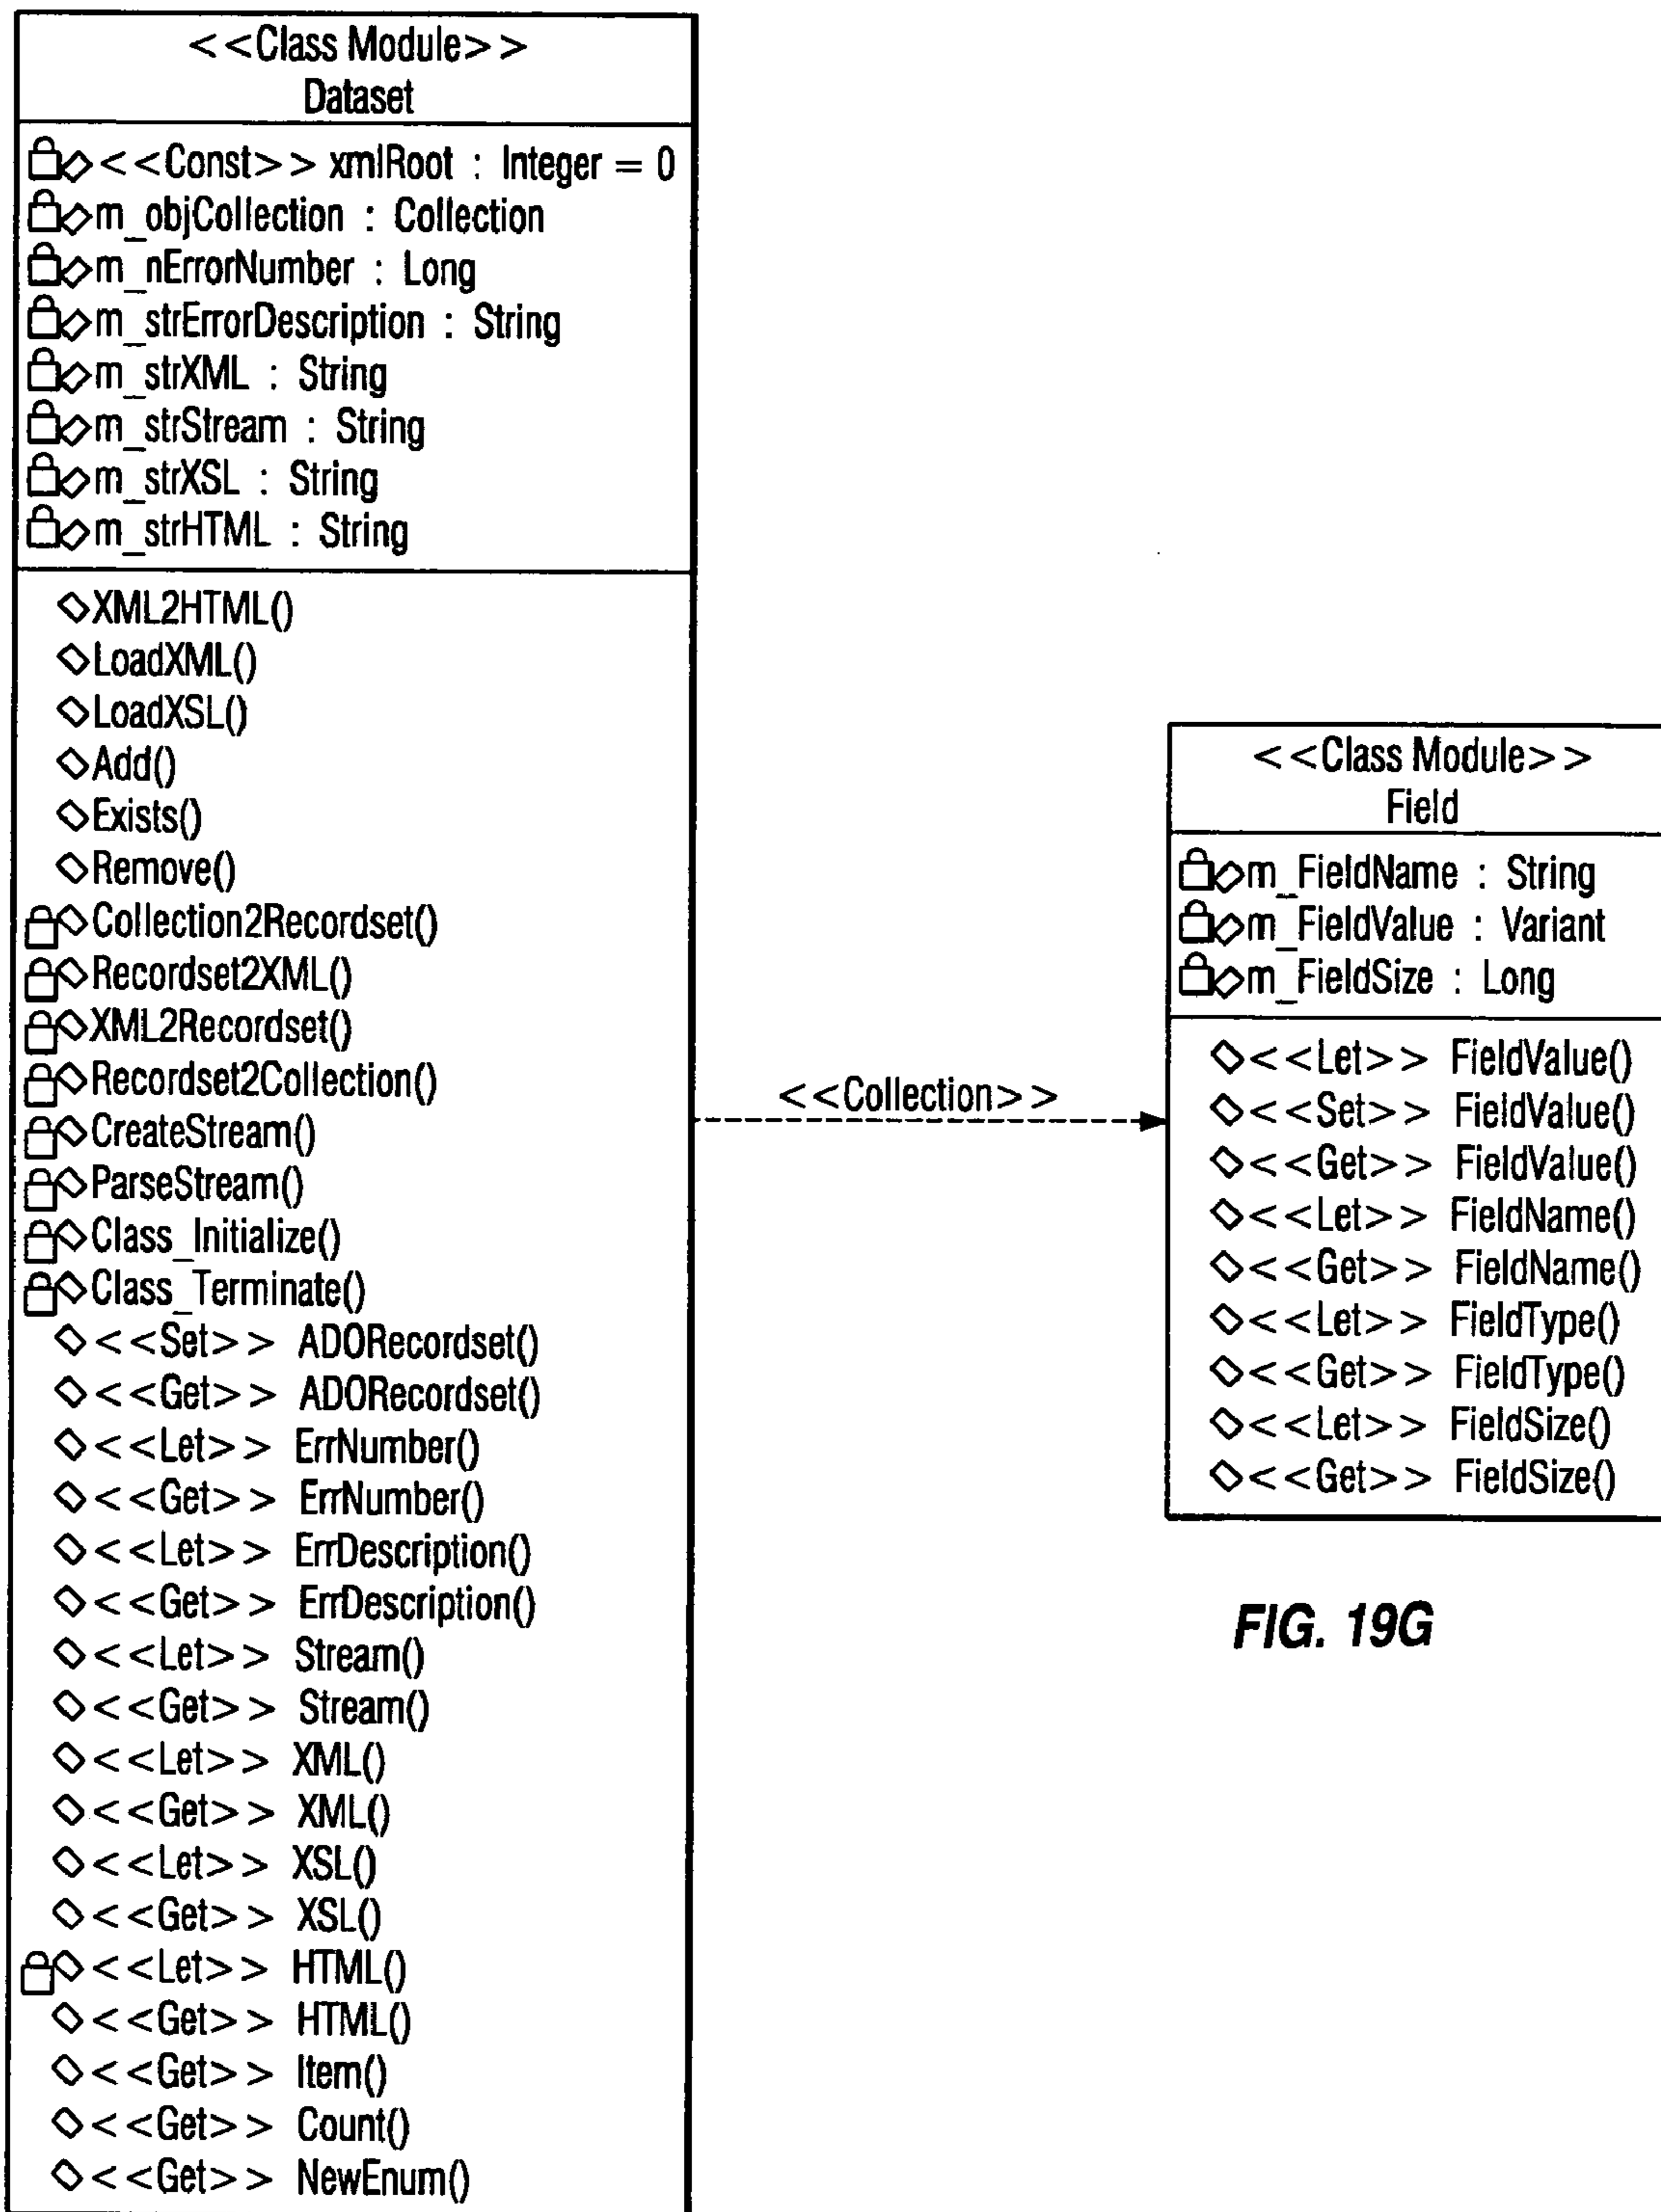 <<Class Module>>
Dataset
<<Const>> xmlRoot : Integer = 0
m_objCollection : Collection
m_nErrorNumber : Long
m_strErrorDescription : String
m_strXML : String
m_strStream : String
m_strXSL : String
m_strHTML : String
XML2HTML()
LoadXML()
LoadXSL()
Add()
Exists()
Remove()
Collection2Recordset()
Recordset2XML()
XML2Recordset()
Recordset2Collection()
CreateStream()
ParseStream()
Class_Initialize()
Class_Terminate()
<<Set>> ADORecordset()
<<Get>> ADORecordset()
<<Let>> ErrNumber()
<<Get>> ErrNumber()
<<Let>> ErrDescription()
<<Get>> ErrDescription()
<<Let>> Stream()
<<Get>> Stream()
<<Let>> XML()
<<Get>> XML()
<<Let>> XSL()
<<Get>> XSL()
<<Let>> HTML()
<<Get>> HTML()
<<Get>> Item()
<<Get>> Count()
<<Get>> NewEnum()
<<Collection>>
<<Class Module>>
Field
m_FieldName : String
m_FieldValue : Variant
m_FieldSize : Long
<<Let>> FieldValue()
<<Set>> FieldValue()
<<Get>> FieldValue()
<<Let>> FieldName()
<<Get>> FieldName()
<<Let>> FieldType()
<<Get>> FieldType()
<<Let>> FieldSize()
<<Get>> FieldSize()
FIG. 19G